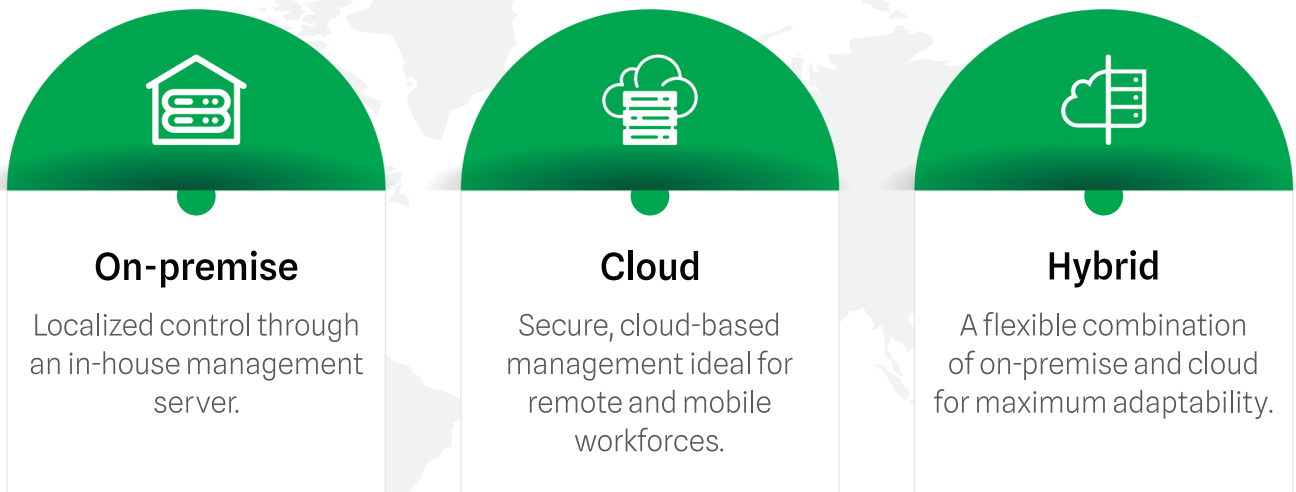 On-premise
Localized control through
an in-house management
server.
Cloud
Secure, cloud-based
management ideal for
remote and mobile
workforces.
Hybrid
A flexible combination
of on-premise and cloud
for maximum adaptability.